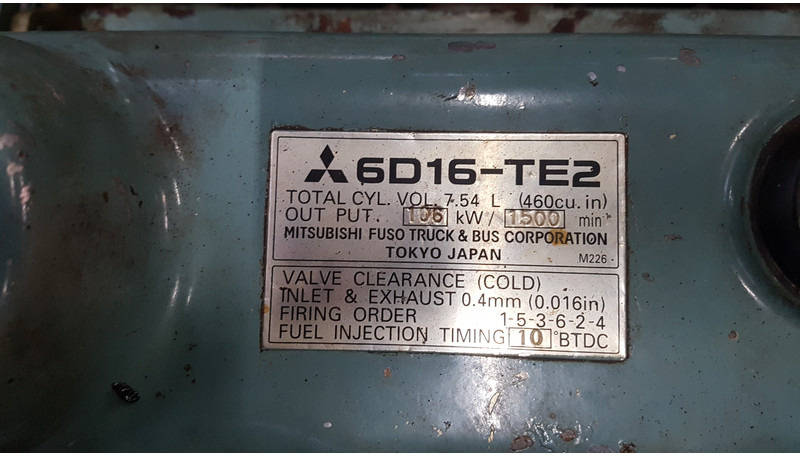 6D16-TE2
TOTAL CYL. VOL. 7.54 L (460cu. in)
OUT PUT. 106 kW/ 1500 min
MITSUBISHI FUSO TRUCK & BUS CORPORATION
TOKYO JAPAN M226-
VALVE CLEARANCE (COLD)
INLET & EXHAUST 0.4mm (0.016in)
FIRING ORDER 1-5-3-6-2-4
FUEL INJECTION TIMING 10 °BTDC